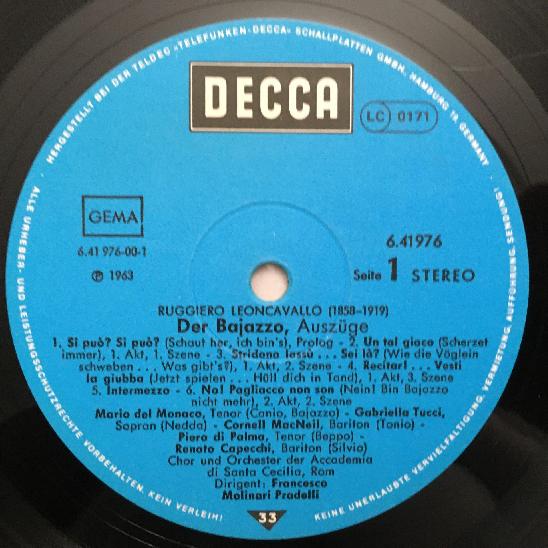 HERGESTELLT BEI DER TELDEC »TELEFUNKEN-DECCA« SCHALLPLATTEN GMBH, HAMBURG 19, GERMANY · ALLE URHEBER- UND LEISTUNGSSCHUTZRECHTE VORBEHALTEN. KEIN VERLEIH! KEINE UNERLAUBTE VERVIELFÄLTIGUNG, VERMIETUNG, AUFFÜHRUNG, SENDUNG!
DECCA
LC 0171
GEMA
6.41 976-00-1
℗ 1963
6.41976
Seite 1 STEREO
RUGGIERO LEONCAVALLO (1858-1919)
Der Bajazzo, Auszüge
1. Si può? Si può? (Schaut her, ich bin's), Prolog - 2. Un tal gioco (Scherzet
immer), 1. Akt, 1. Szene - 3. Stridono lassù ... Sei là? (Wie die Vöglein
schweben ... Was gibt's?), 1. Akt, 2. Szene - 4. Recitar! ... Vesti
la giubba (Jetzt spielen ... Hüll dich in Tand), 1. Akt, 3. Szene
5. Intermezzo - 6. No! Pagliacco non son (Nein! Bin Bajazzo
nicht mehr), 2. Akt, 2. Szene
Mario del Monaco, Tenor (Canio, Bajazzo) - Gabriella Tucci,
Sopran (Nedda) - Cornell MacNeil, Bariton (Tonio) -
Piero di Palma, Tenor (Beppo) -
Renato Capecchi, Bariton (Silvio)
Chor und Orchester der Accademia
di Santa Cecilia, Rom
Dirigent: Francesco
Molinari Pradelli
33